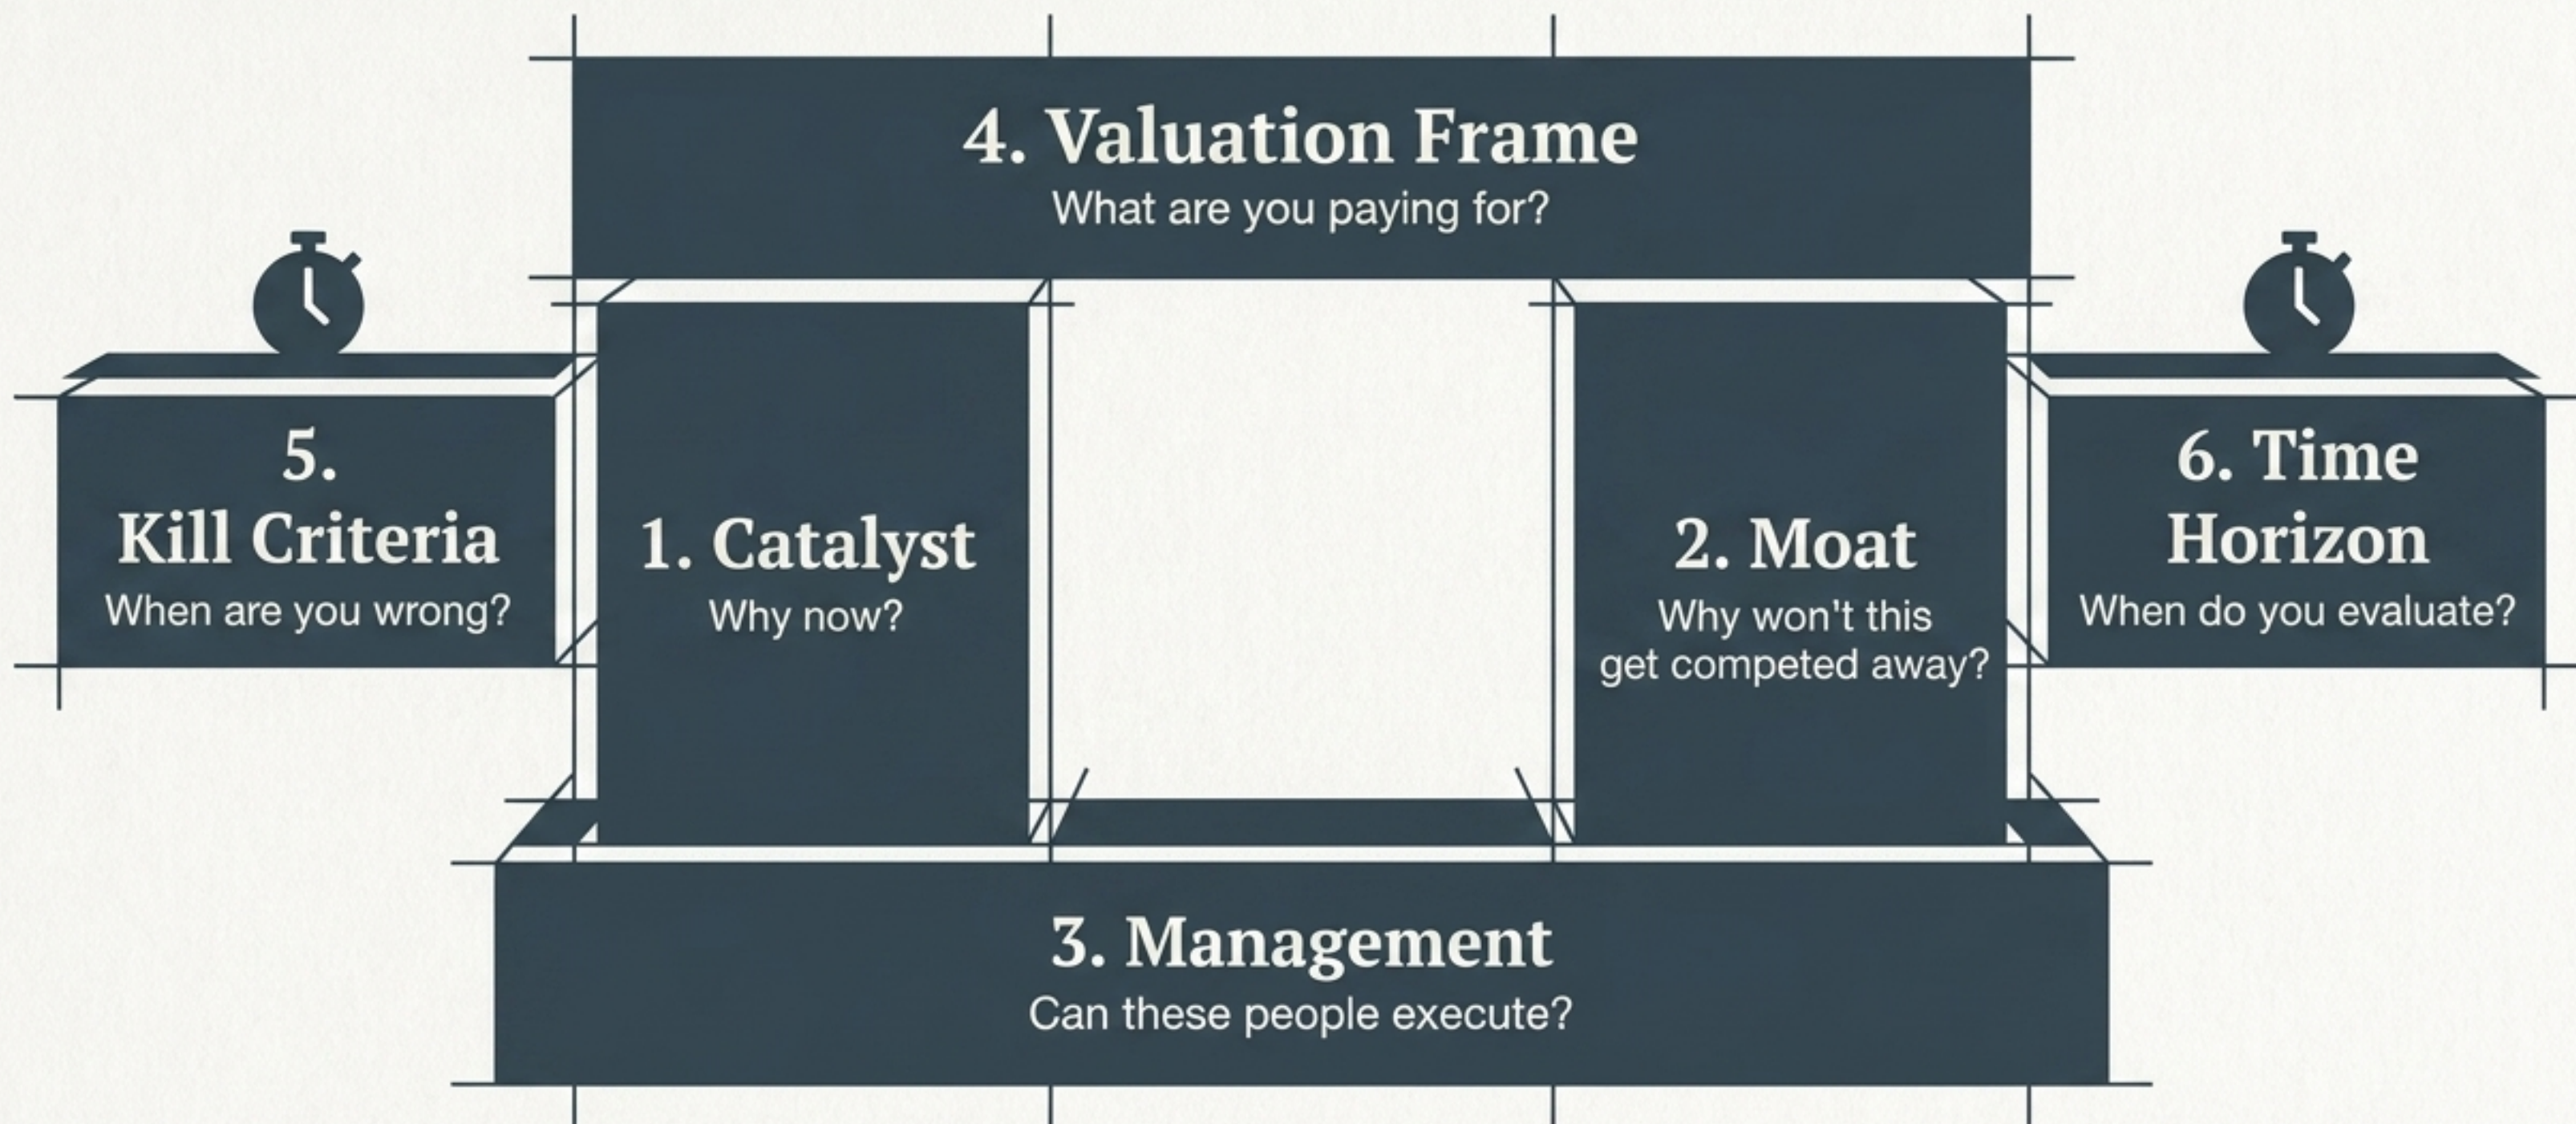 4. Valuation Frame
What are you paying for?
5.
Kill Criteria
When are you wrong?
1. Catalyst
Why now?
2. Moat
Why won't this
get competed away?
6. Time
Horizon
When do you evaluate?
3. Management
Can these people execute?